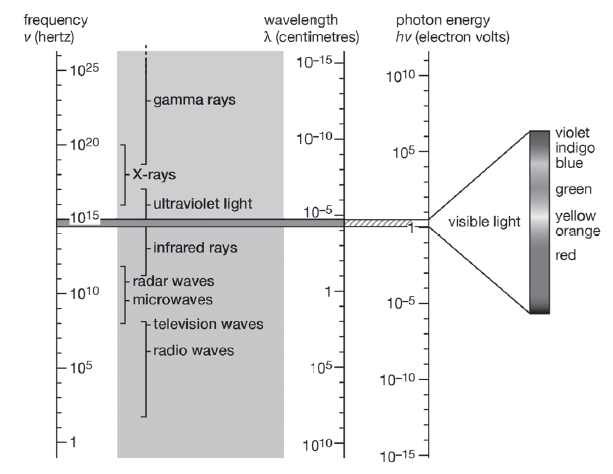 frequency
ν (hertz)
wavelength
λ (centimetres)
photon energy
hν (electron volts)
10²⁵
10²⁰
10¹⁵
10¹⁰
10⁵
1
gamma rays
X-rays
ultraviolet light
infrared rays
radar waves
microwaves
television waves
radio waves
10⁻¹⁵
10⁻¹⁰
10⁻⁵
1
10⁵
10¹⁰
10¹⁰
10⁵
1
10⁻⁵
10⁻¹⁰
10⁻¹⁵
visible light
violet
indigo
blue
green
yellow
orange
red